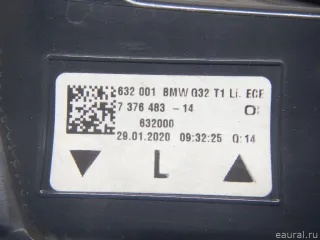 632 001 BMW G32 T1 Li. ECE
7 376 483 - 14
632000
29.01.2020 09:32:25 Q:14
L
eaural.ru